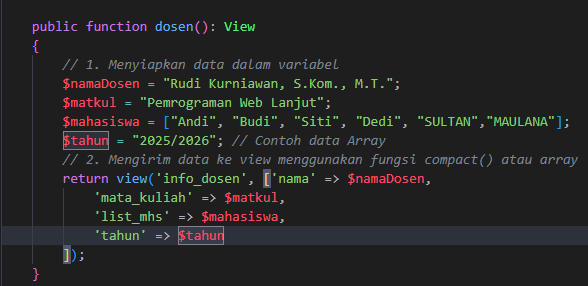 public function dosen(): View
{
// 1. Menyiapkan data dalam variabel
$namaDosen = "Rudi Kurniawan, S.Kom., M.T.";
$matkul = "Pemrograman Web Lanjut";
$mahasiswa = ["Andi", "Budi", "Siti", "Dedi", "SULTAN","MAULANA"];
$tahun = "2025/2026"; // Contoh data Array
// 2. Mengirim data ke view menggunakan fungsi compact() atau array
return view('info_dosen', ['nama' => $namaDosen,
'mata_kuliah' => $matkul,
'list_mhs' => $mahasiswa,
'tahun' => $tahun
]);
}